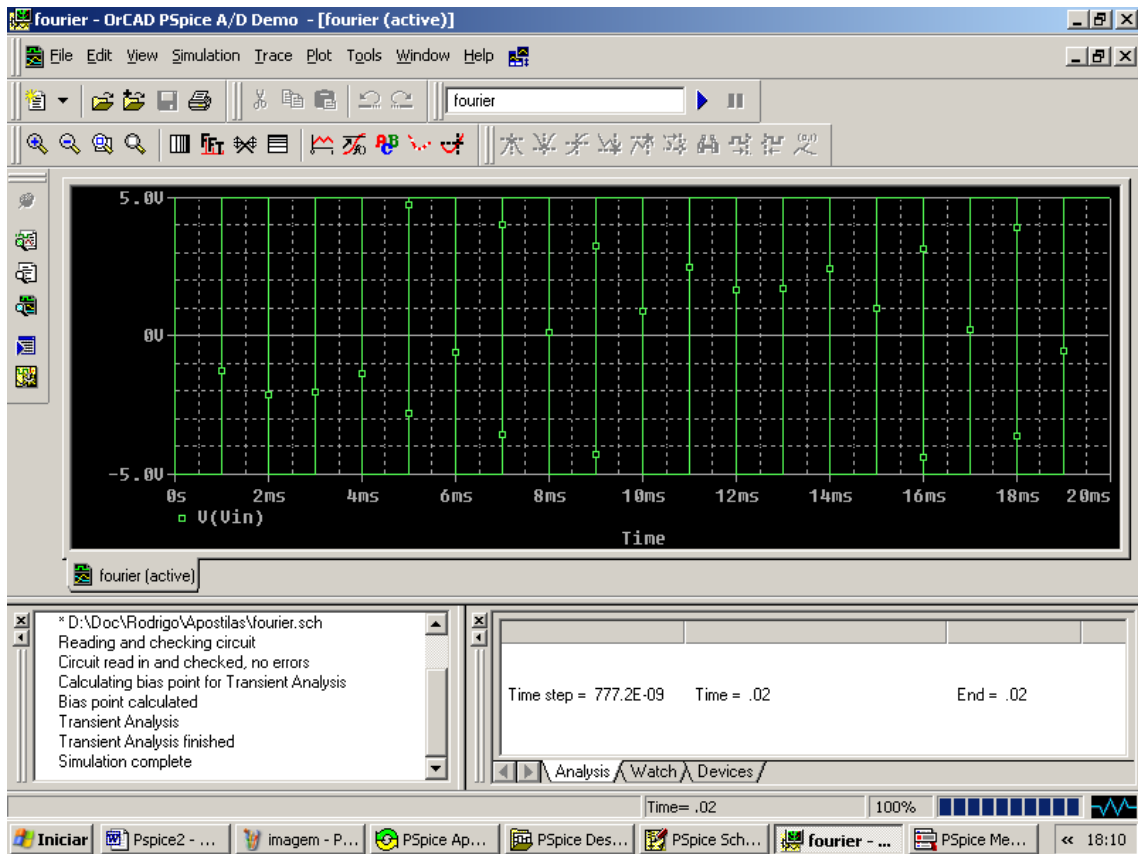 fourier - OrCAD PSpice A/D Demo - [fourier (active)]
File Edit View Simulation Trace Plot Tools Window Help
fourier
FFT
5.0V
0V
-5.0V
0s 2ms 4ms 6ms 8ms 10ms 12ms 14ms 16ms 18ms 20ms
V(Vin)
Time
fourier (active)
* D:\Doc\Rodrigo\Apostilas\fourier.sch
Reading and checking circuit
Circuit read in and checked, no errors
Calculating bias point for Transient Analysis
Bias point calculated
Transient Analysis
Transient Analysis finished
Simulation complete
Time step = 777.2E-09 Time = .02 End = .02
Analysis Watch Devices
Time= .02 100%
Iniciar Pspice2 - ... imagem - P... PSpice Ap... PSpice Des... PSpice Sch... fourier - ... PSpice Me... « 18:10